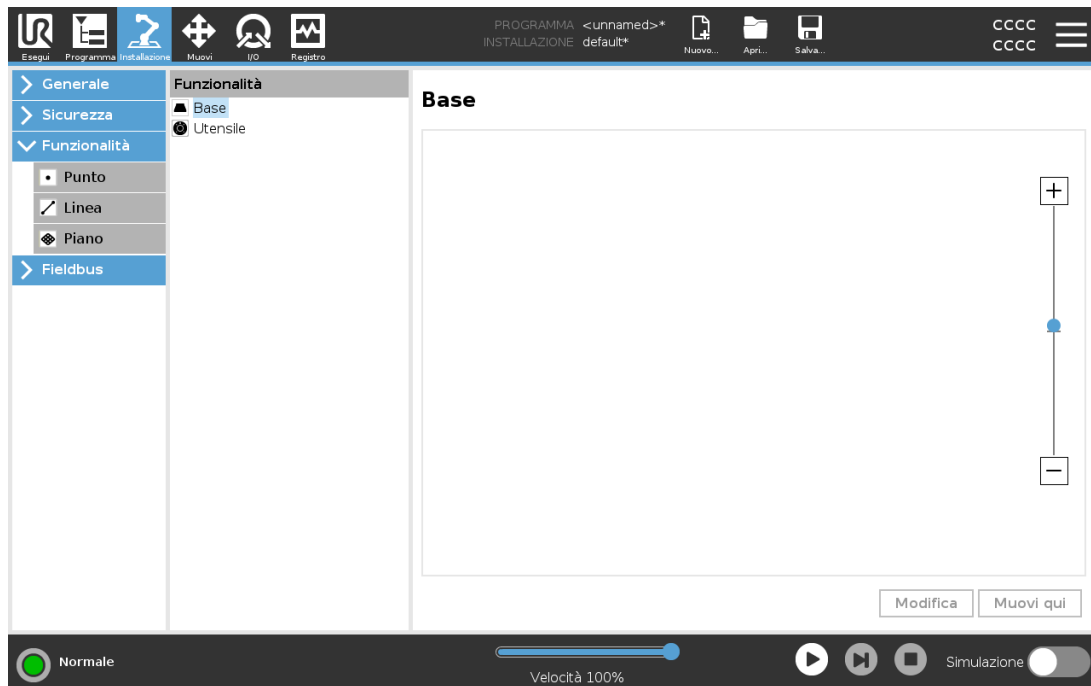 PROGRAMMA <unnamed>*
INSTALLAZIONE default*
Esegui Programma Installazione Muovi I/O Registro
Nuovo... Apri... Salva...
CCCC
CCCC
Generale
Sicurezza
Funzionalità
Punto
Linea
Piano
Fieldbus
Funzionalità
Base
Utensile
Base
Modifica Muovi qui
Normale
Velocità 100%
Simulazione